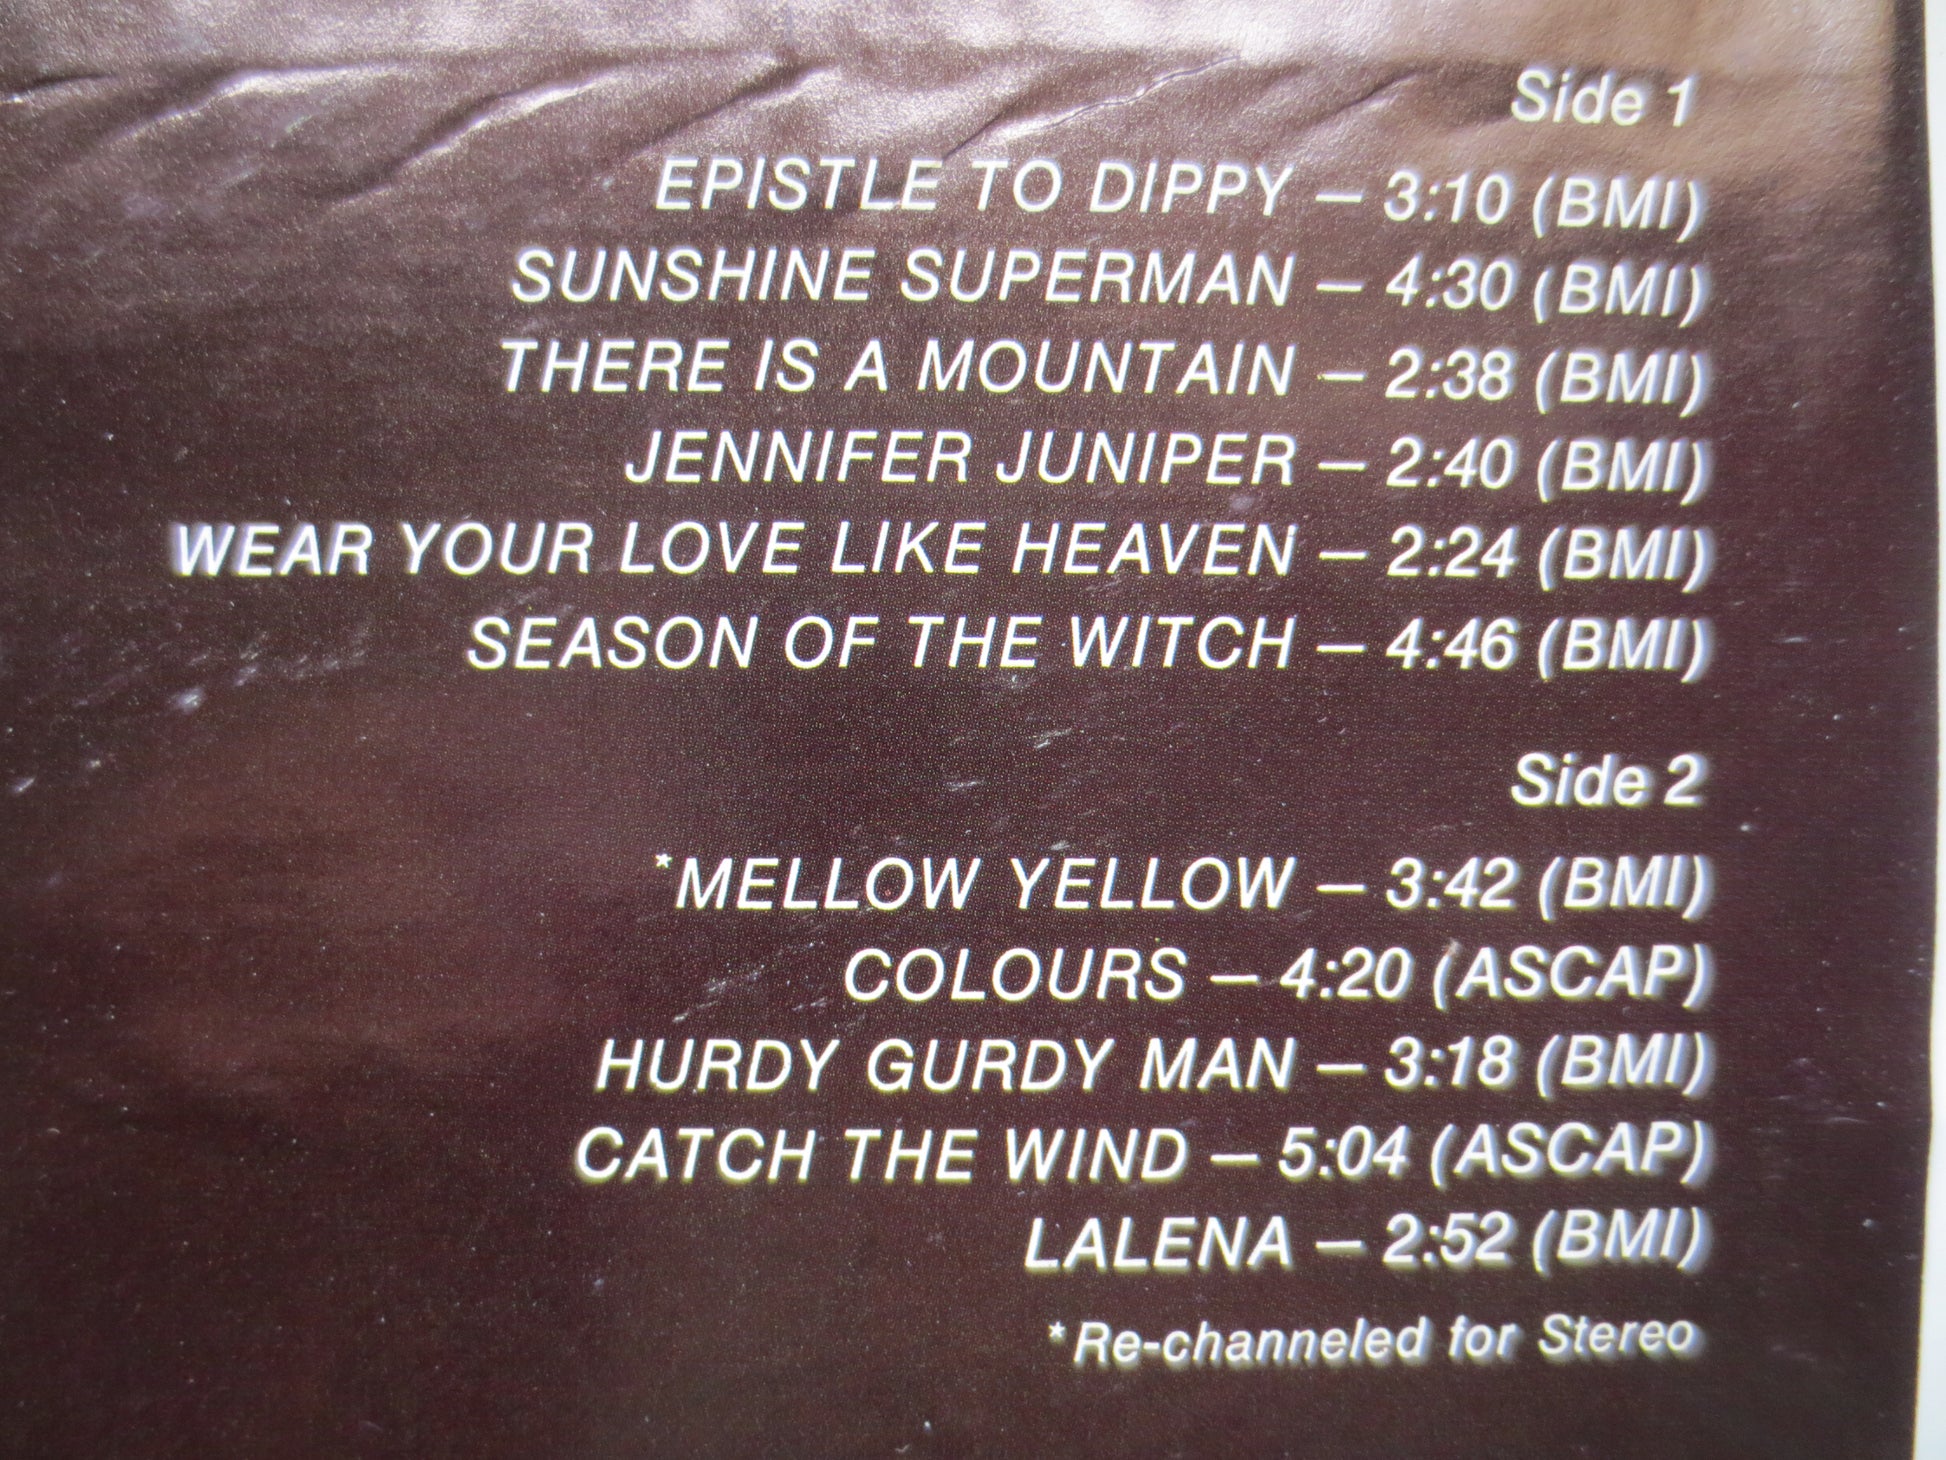 Side 1
EPISTLE TO DIPPY — 3:10 (BMI)
SUNSHINE SUPERMAN — 4:30 (BMI)
THERE IS A MOUNTAIN — 2:38 (BMI)
JENNIFER JUNIPER — 2:40 (BMI)
WEAR YOUR LOVE LIKE HEAVEN — 2:24 (BMI)
SEASON OF THE WITCH — 4:46 (BMI)
Side 2
*MELLOW YELLOW — 3:42 (BMI)
COLOURS — 4:20 (ASCAP)
HURDY GURDY MAN — 3:18 (BMI)
CATCH THE WIND — 5:04 (ASCAP)
LALENA — 2:52 (BMI)
*Re-channeled for Stereo